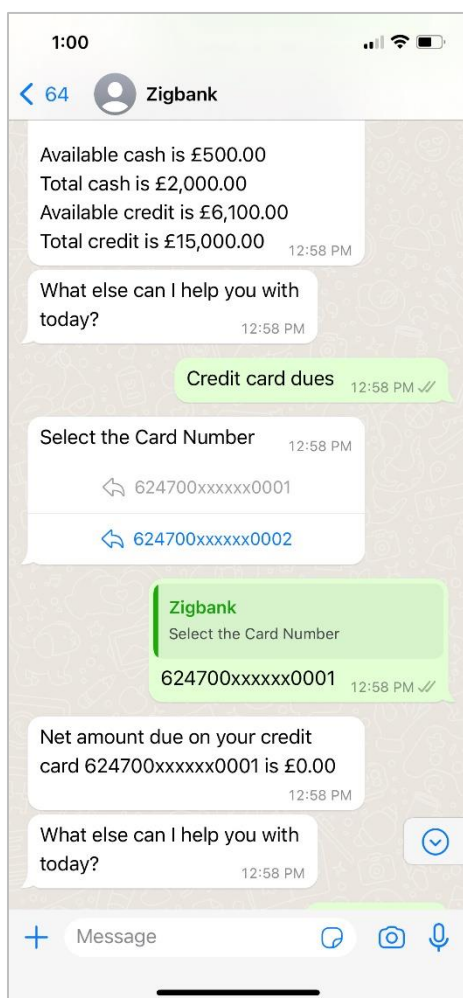 1:00
64
Zigbank
Available cash is £500.00
Total cash is £2,000.00
Available credit is £6,100.00
Total credit is £15,000.00 12:58 PM
What else can I help you with
today? 12:58 PM
Credit card dues 12:58 PM
Select the Card Number 12:58 PM
624700xxxxxx0001
624700xxxxxx0002
Zigbank
Select the Card Number
624700xxxxxx0001 12:58 PM
Net amount due on your credit
card 624700xxxxxx0001 is £0.00
12:58 PM
What else can I help you with
today? 12:58 PM
Message